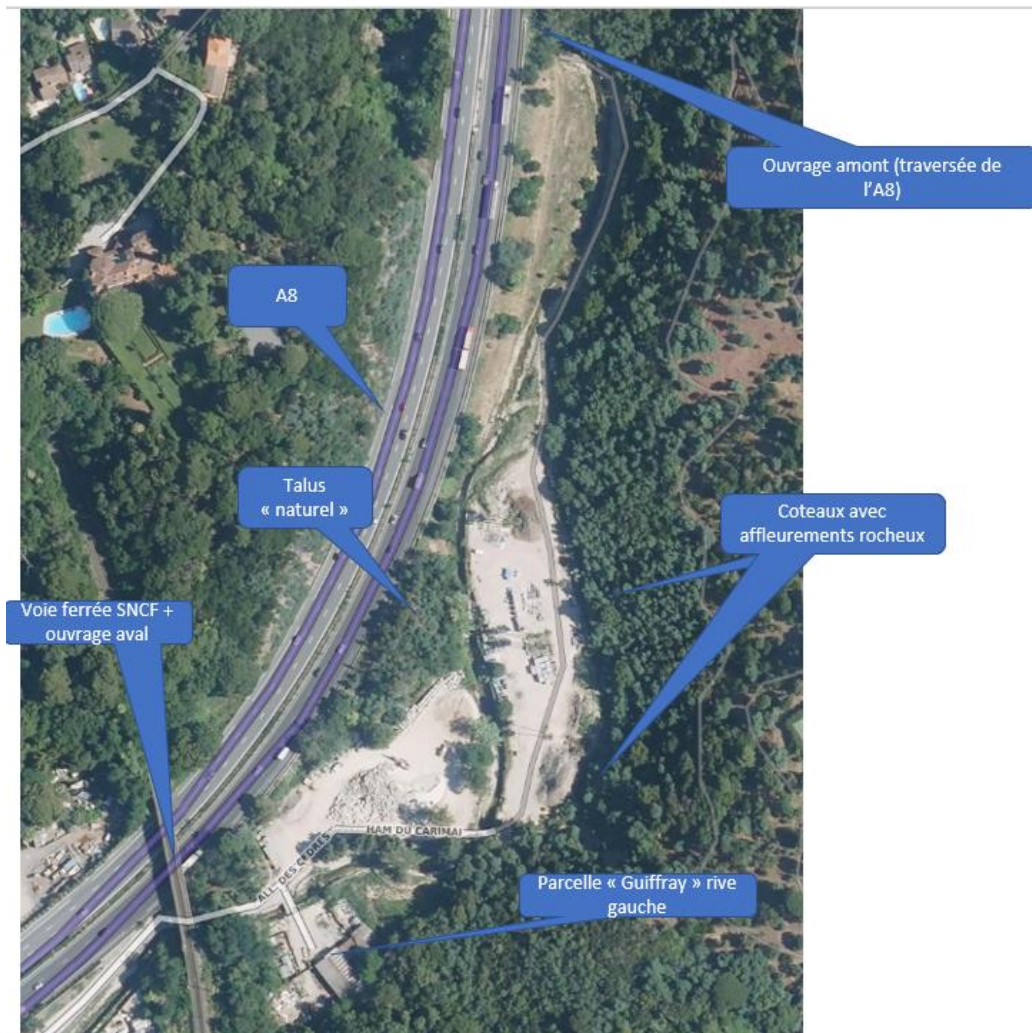 Ouvrage amont (traversée de
l'A8)
A8
Talus
« naturel »
Coteaux avec
affleurements rocheux
Voie ferrée SNCF +
ouvrage aval
HAM DU CARIMAI
ALL. DES CEDRES
Parcelle « Guiffray » rive
gauche